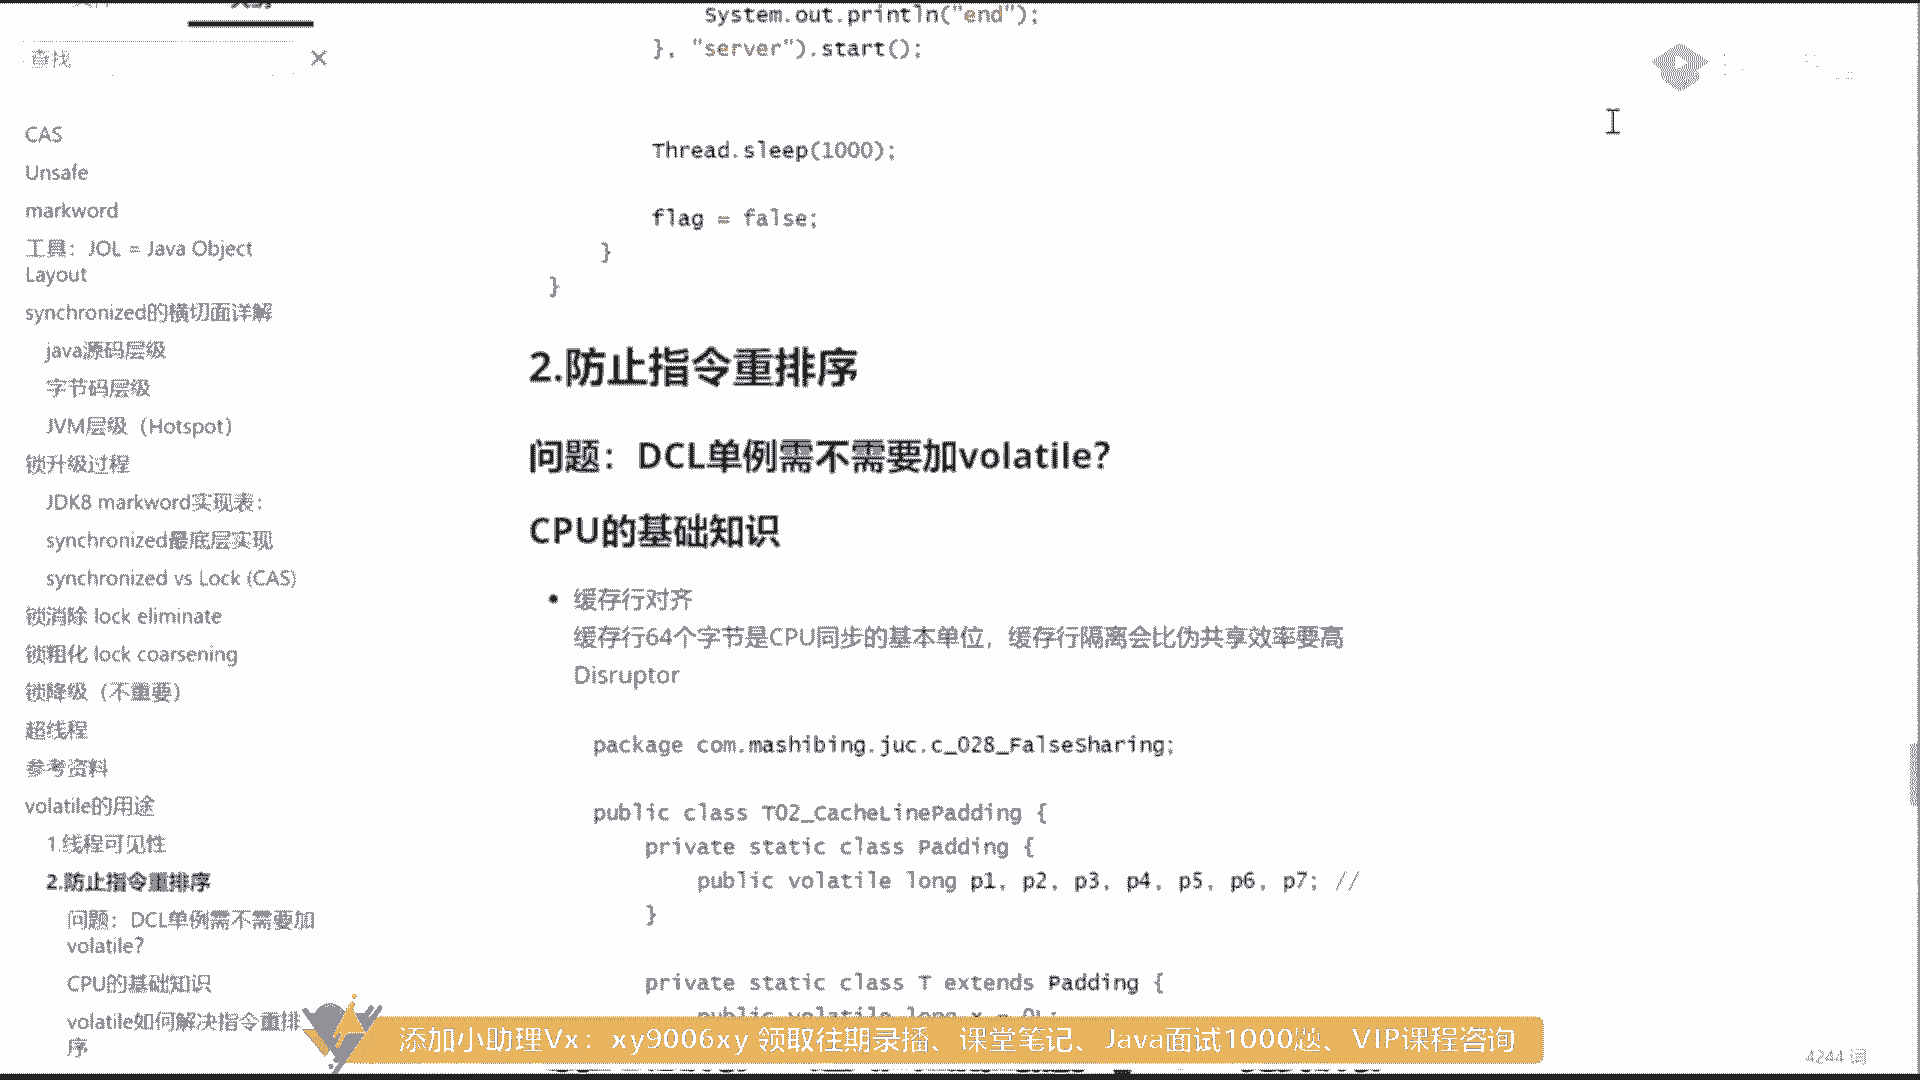 查找
CAS
Unsafe
markword
工具：JOL = Java Object
Layout
synchronized的横切面详解
java源码层级
字节码层级
JVM层级（Hotspot）
锁升级过程
JDK8 markword实现表：
synchronized最底层实现
synchronized vs Lock (CAS)
锁消除 lock eliminate
锁粗化 lock coarsening
锁降级（不重要）
超线程
参考资料
volatile的用途
1.线程可见性
2.防止指令重排序
问题：DCL单例需不需要加
volatile？
CPU的基础知识
volatile如何解决指令重排
序
System.out.println("end");
}, "server").start();
Thread.sleep(1000);
flag = false;
}
}
2.防止指令重排序
问题：DCL单例需不需要加volatile？
CPU的基础知识
• 缓存行对齐
缓存行64个字节是CPU同步的基本单位，缓存行隔离会比伪共享效率要高
Disruptor
package com.mashibing.juc.c_028_FalseSharing;
public class T02_CacheLinePadding {
private static class Padding {
public volatile long p1, p2, p3, p4, p5, p6, p7; //
}
private static class T extends Padding {
public volatile long x = 0L;
添加小助理Vx：xy9006xy 领取往期录播、课堂笔记、Java面试1000题、VIP课程咨询
4244 词